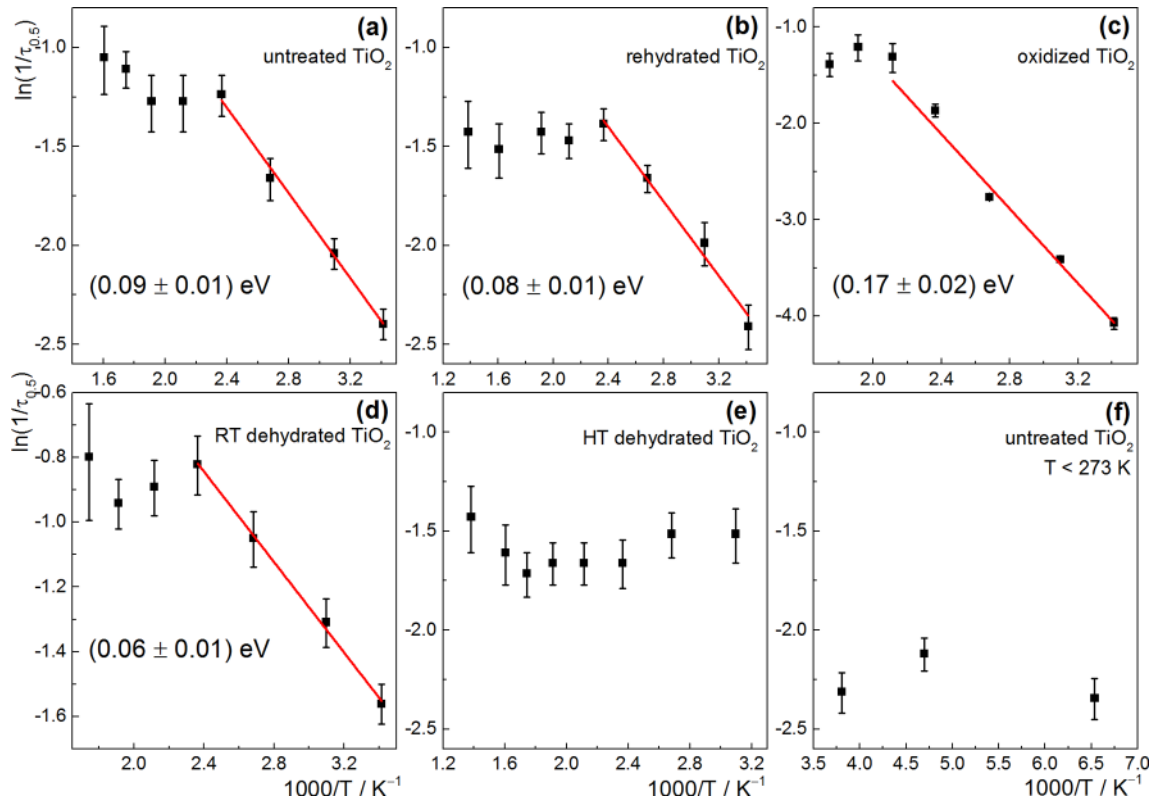 (a)
untreated TiO₂
ln(1/τ₀.₅)
-1.0
-1.5
-2.0
-2.5
(0.09 ± 0.01) eV
1.6 2.0 2.4 2.8 3.2
(b)
rehydrated TiO₂
-1.0
-1.5
-2.0
-2.5
(0.08 ± 0.01) eV
1.2 1.6 2.0 2.4 2.8 3.2
(c)
oxidized TiO₂
-1.0
-2.0
-3.0
-4.0
(0.17 ± 0.02) eV
2.0 2.4 2.8 3.2
(d)
RT dehydrated TiO₂
ln(1/τ₀.₅)
-0.6
-0.8
-1.0
-1.2
-1.4
-1.6
(0.06 ± 0.01) eV
2.0 2.4 2.8 3.2
1000/T / K⁻¹
(e)
HT dehydrated TiO₂
-1.0
-1.5
-2.0
-2.5
1.2 1.6 2.0 2.4 2.8 3.2
1000/T / K⁻¹
(f)
untreated TiO₂
T < 273 K
-1.0
-1.5
-2.0
-2.5
3.5 4.0 4.5 5.0 5.5 6.0 6.5 7.0
1000/T / K⁻¹